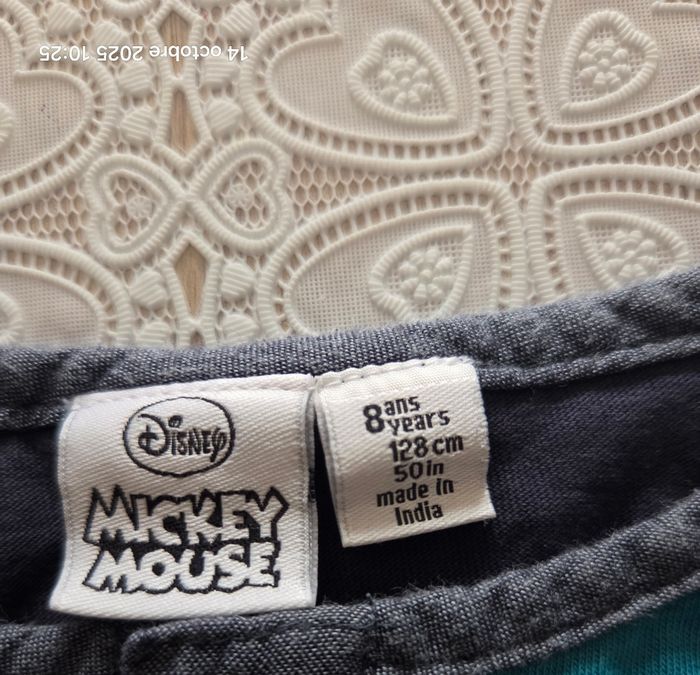 14 octobre 2025 10:25
DISNEY
MICKEY
MOUSE
8 ans
years
128 cm
50 in
made in
India